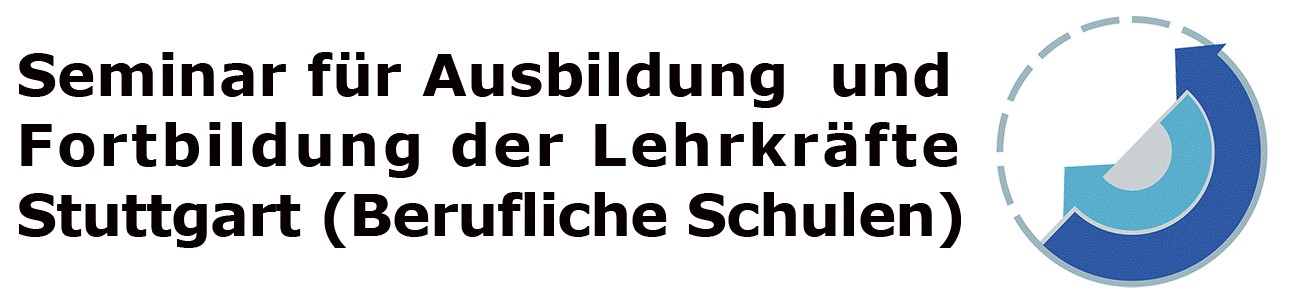 Seminar für Ausbildung und
Fortbildung der Lehrkräfte
Stuttgart (Berufliche Schulen)